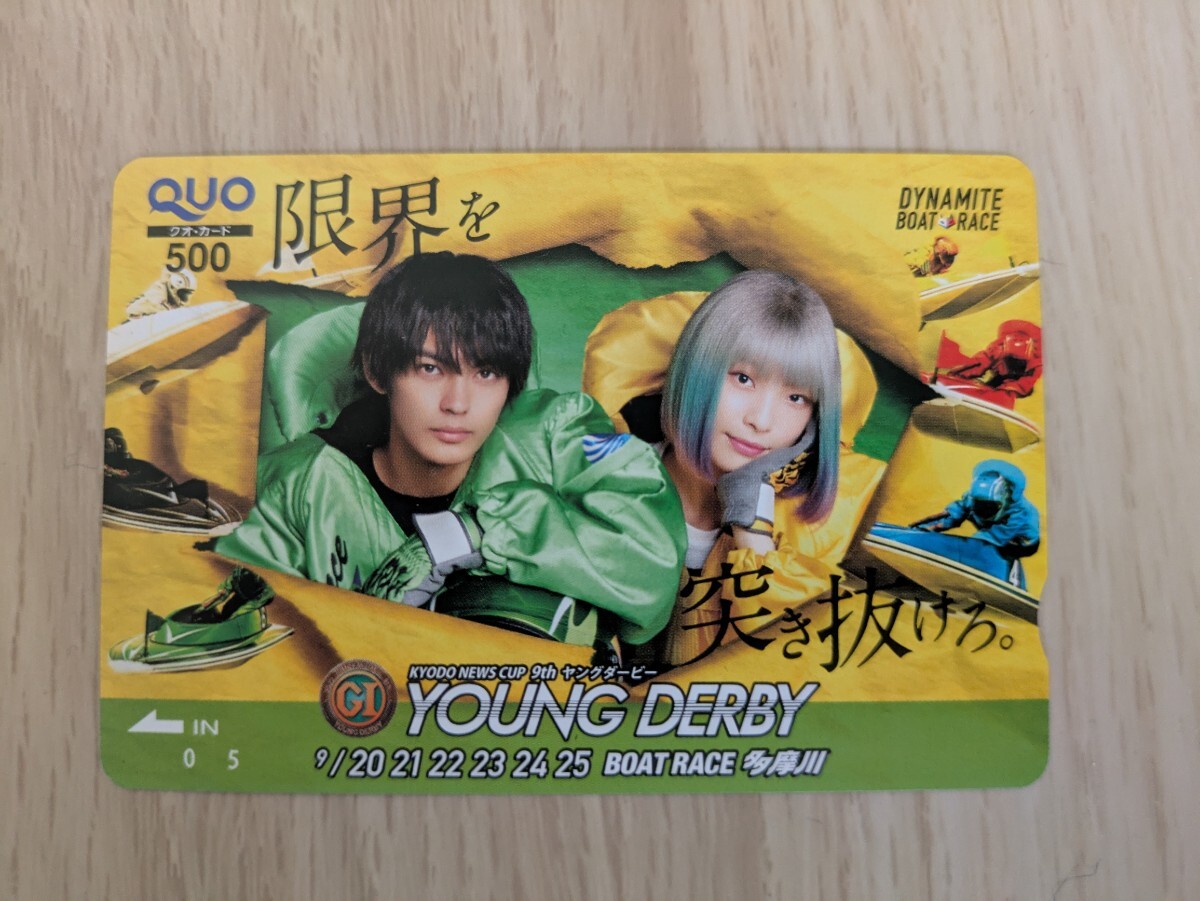 QUO
クオ・カード
500
限界を
DYNAMITE
BOAT RACE
突き抜けろ。
KYODO NEWS CUP 9th ヤングダービー
GI
YOUNG DERBY
YOUNG DERBY
IN
0 5
9/20 21 22 23 24 25 BOAT RACE 多摩川